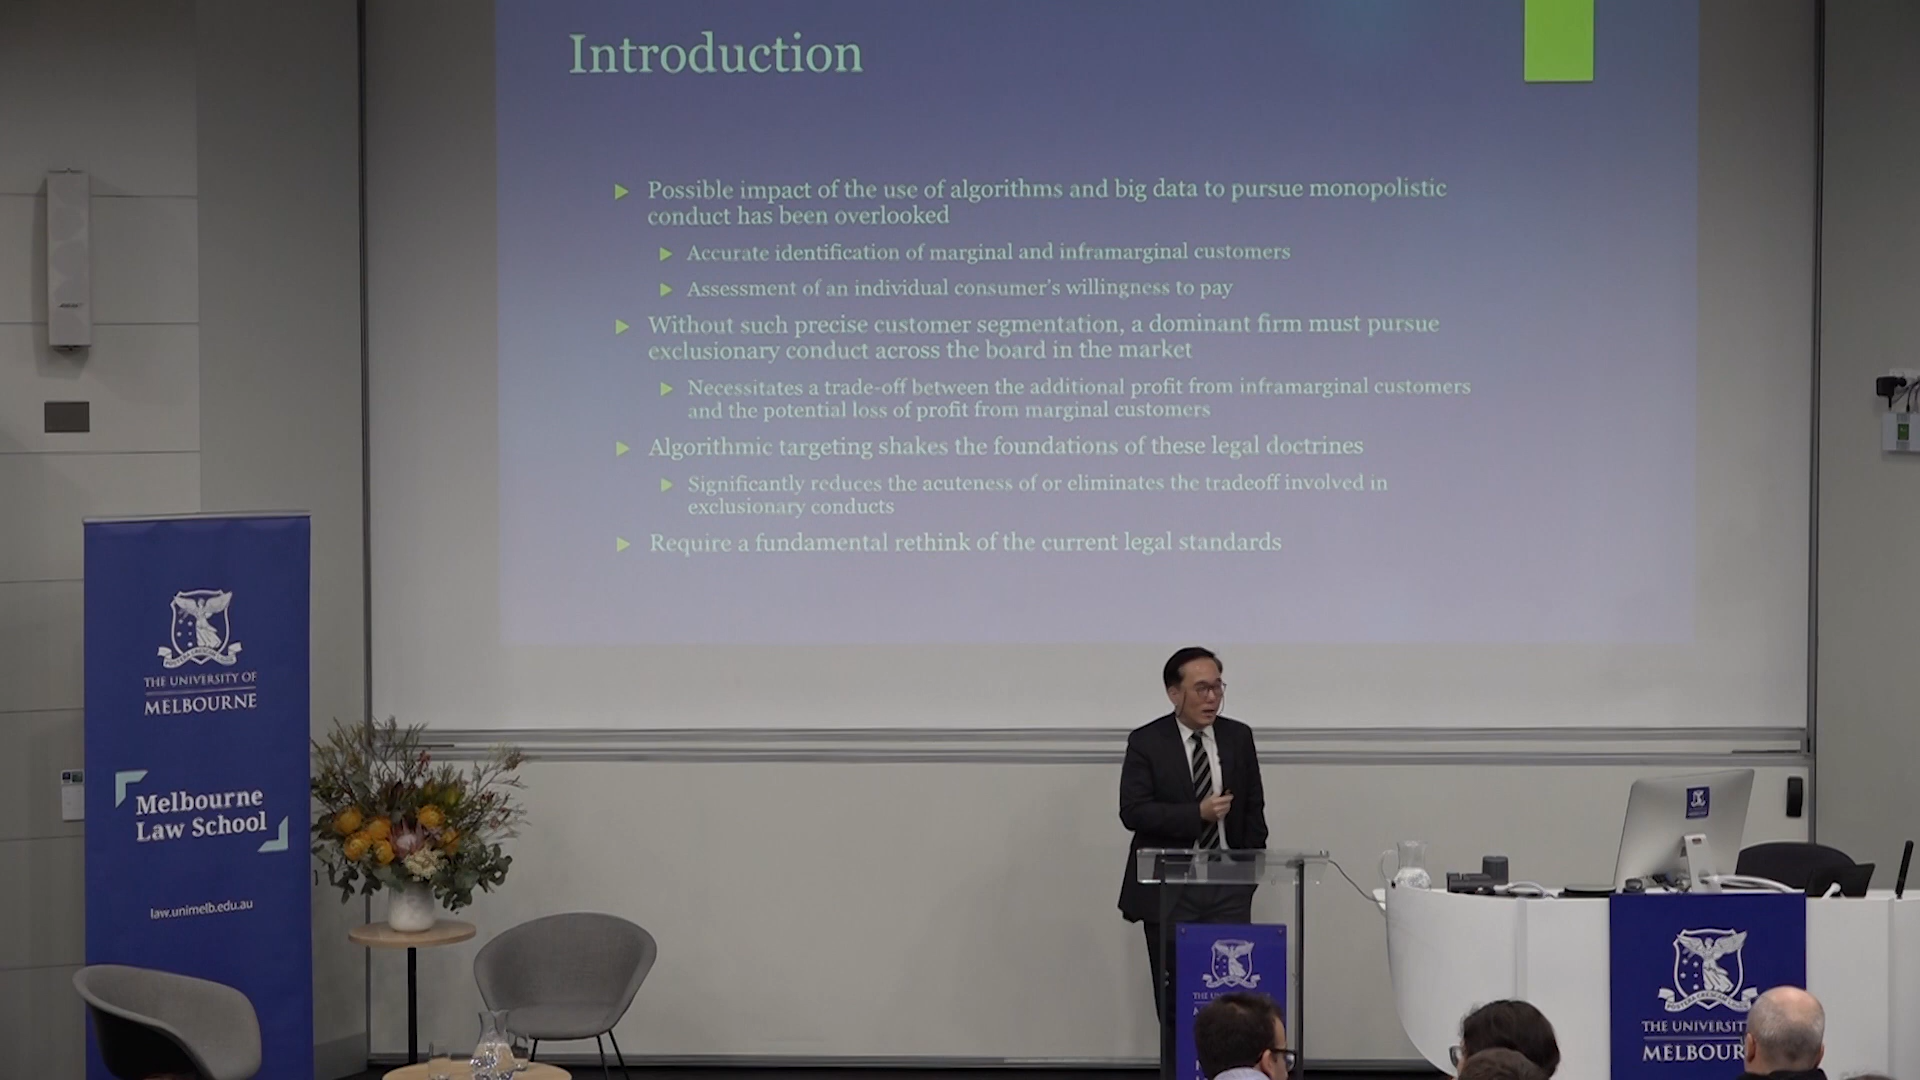 Introduction
Possible impact of the use of algorithms and big data to pursue monopolistic
conduct has been overlooked
Accurate identification of marginal and inframarginal customers
Assessment of an individual consumer's willingness to pay
Without such precise customer segmentation, a dominant firm must pursue
exclusionary conduct across the board in the market
Necessitates a trade-off between the additional profit from inframarginal customers
and the potential loss of profit from marginal customers
Algorithmic targeting shakes the foundations of these legal doctrines
Significantly reduces the acuteness of or eliminates the tradeoff involved in
exclusionary conducts
Require a fundamental rethink of the current legal standards
THE UNIVERSITY OF
MELBOURNE
Melbourne
Law School
law.unimelb.edu.au
THE UNIVERSIT
MELBOUR